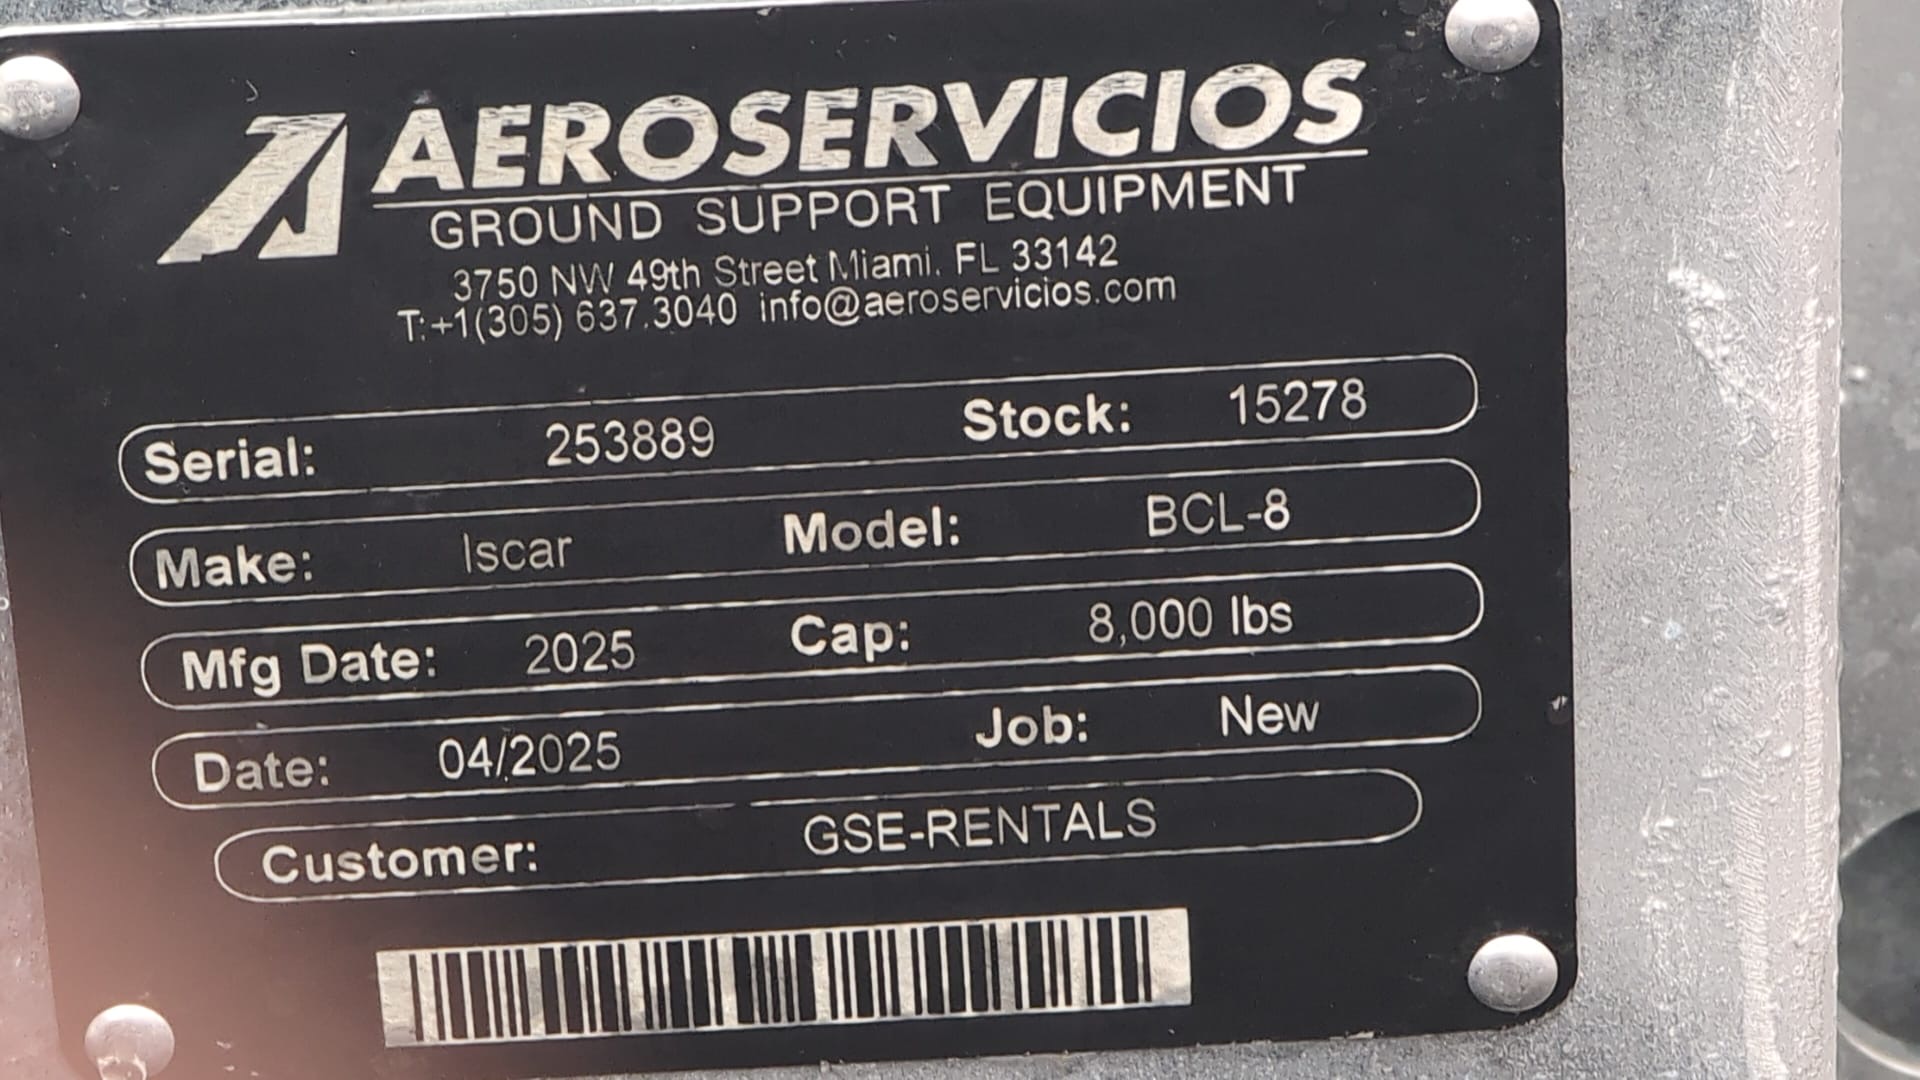 AEROSERVICIOS
GROUND SUPPORT EQUIPMENT
3750 NW 49th Street Miami, FL 33142
T:+1(305) 637.3040 info@aeroservicios.com
Serial: 253889 Stock: 15278
Make: Iscar Model: BCL-8
Mfg Date: 2025 Cap: 8,000 lbs
Date: 04/2025 Job: New
Customer: GSE-RENTALS